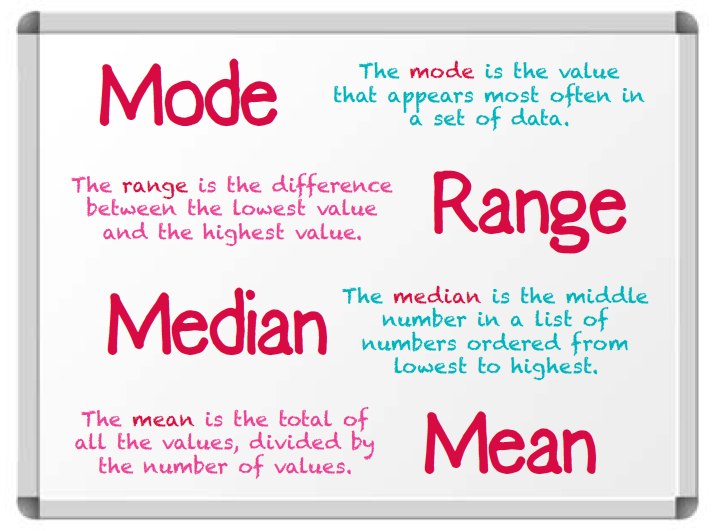 Mode
The mode is the value
that appears most often in
a set of data.
The range is the difference
between the lowest value
and the highest value.
Range
Median
The median is the middle
number in a list of
numbers ordered from
lowest to highest.
The mean is the total of
all the values, divided by
the number of values.
Mean